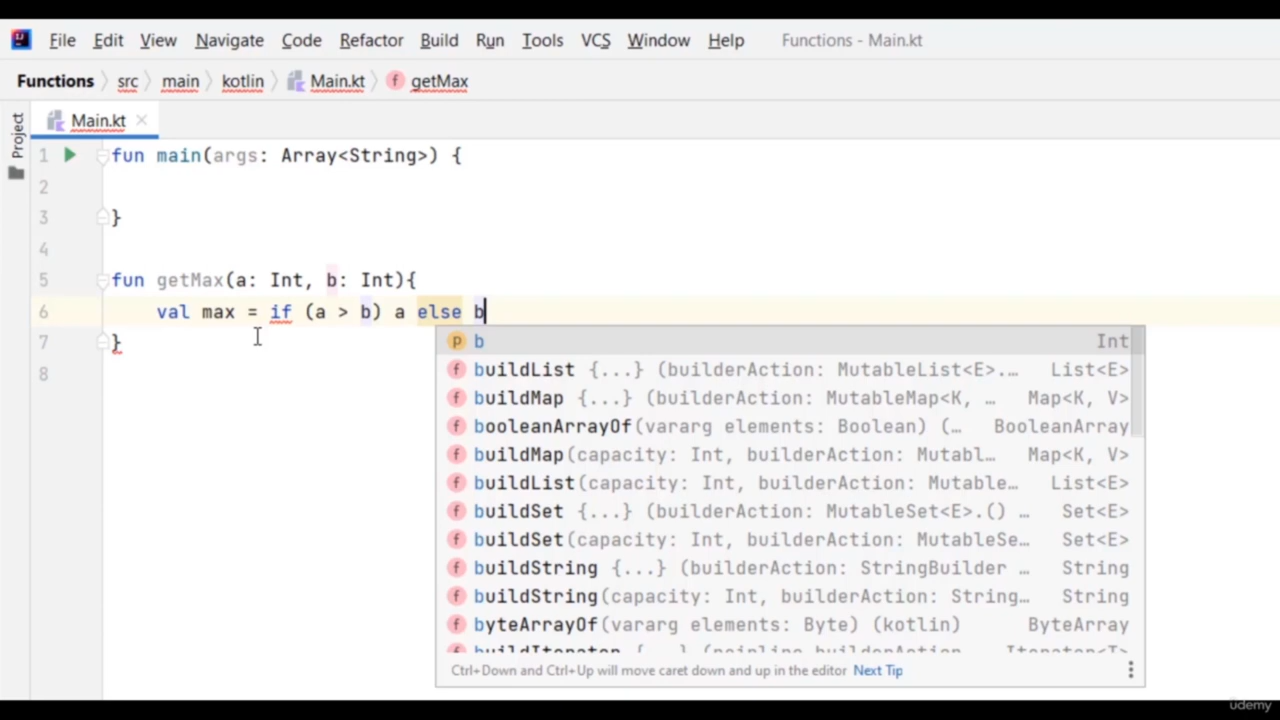 File Edit View Navigate Code Refactor Build Run Tools VCS Window Help Functions - Main.kt
Functions src main kotlin Main.kt f getMax
Project
Main.kt
1 fun main(args: Array<String>) {
2
3 }
4
5 fun getMax(a: Int, b: Int){
6 val max = if (a > b) a else b
7 }
8
p b Int
f buildList {...} (builderAction: MutableList<E>.… List<E>
f buildMap {...} (builderAction: MutableMap<K, … Map<K, V>
f booleanArrayOf(vararg elements: Boolean) (… BooleanArray
f buildMap(capacity: Int, builderAction: Mutabl… Map<K, V>
f buildList(capacity: Int, builderAction: Mutable… List<E>
f buildSet {...} (builderAction: MutableSet<E>.() … Set<E>
f buildSet(capacity: Int, builderAction: MutableSe… Set<E>
f buildString {...} (builderAction: StringBuilder … String
f buildString(capacity: Int, builderAction: String… String
f byteArrayOf(vararg elements: Byte) (kotlin) ByteArray
Ctrl+Down and Ctrl+Up will move caret down and up in the editor Next Tip
udemy